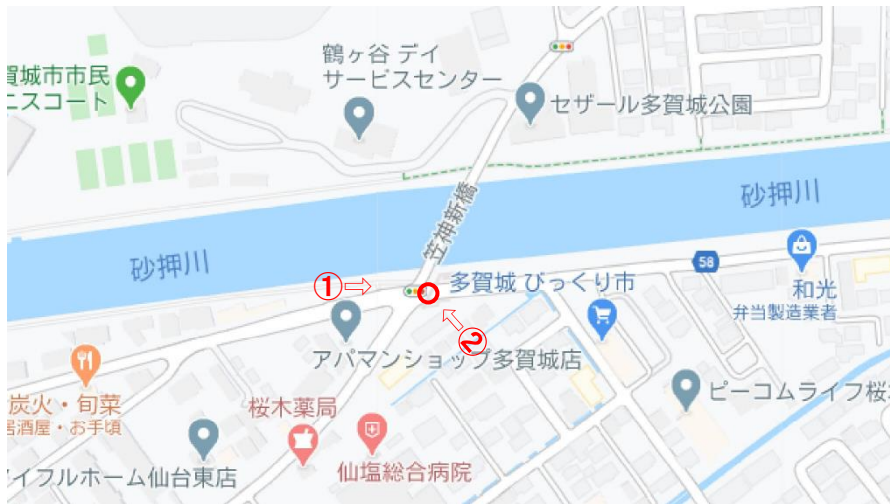 鶴ヶ谷 デイ
サービスセンター
賀城市市民
ニスコート
セザール多賀城公園
笠神新橋
砂押川
砂押川
58
①
多賀城 びっくり市
和光
弁当製造業者
②
アパマンショップ多賀城店
ピーコムライフ桜
炭火・旬菜
居酒屋・お手頃
桜木薬局
仙塩総合病院
イフルホーム仙台東店